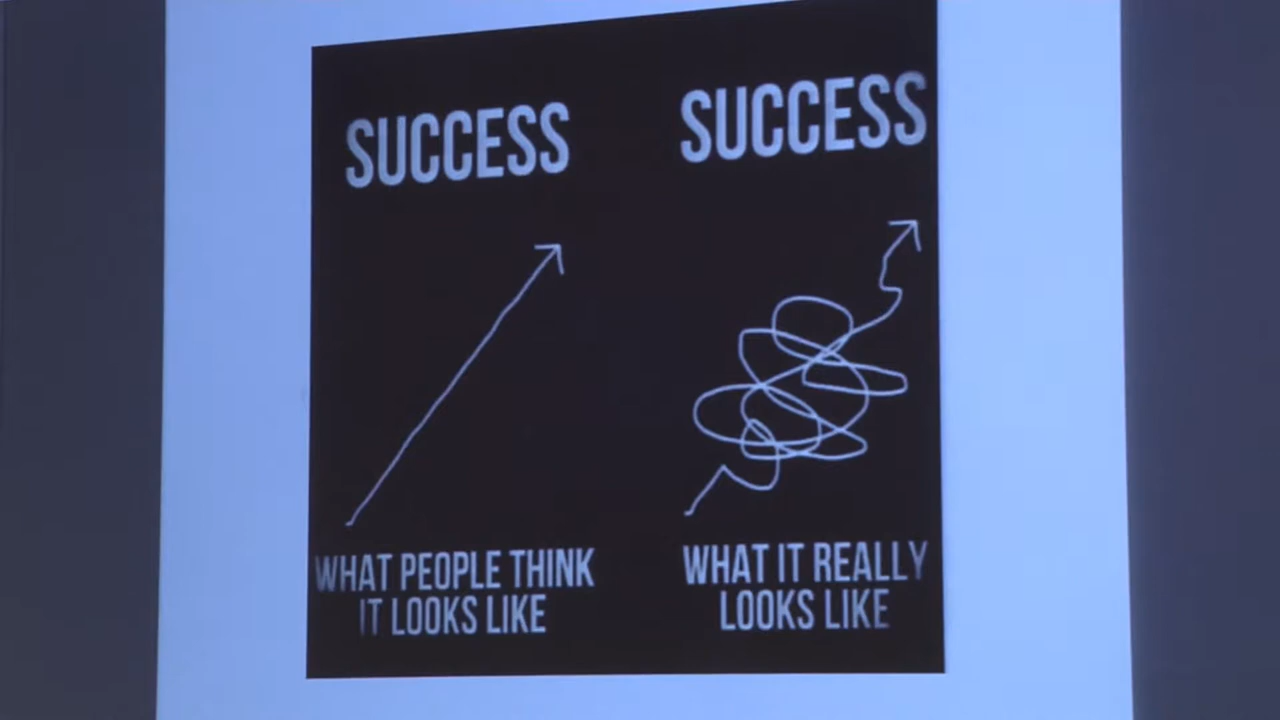 SUCCESS
WHAT PEOPLE THINK
IT LOOKS LIKE
SUCCESS
WHAT IT REALLY
LOOKS LIKE